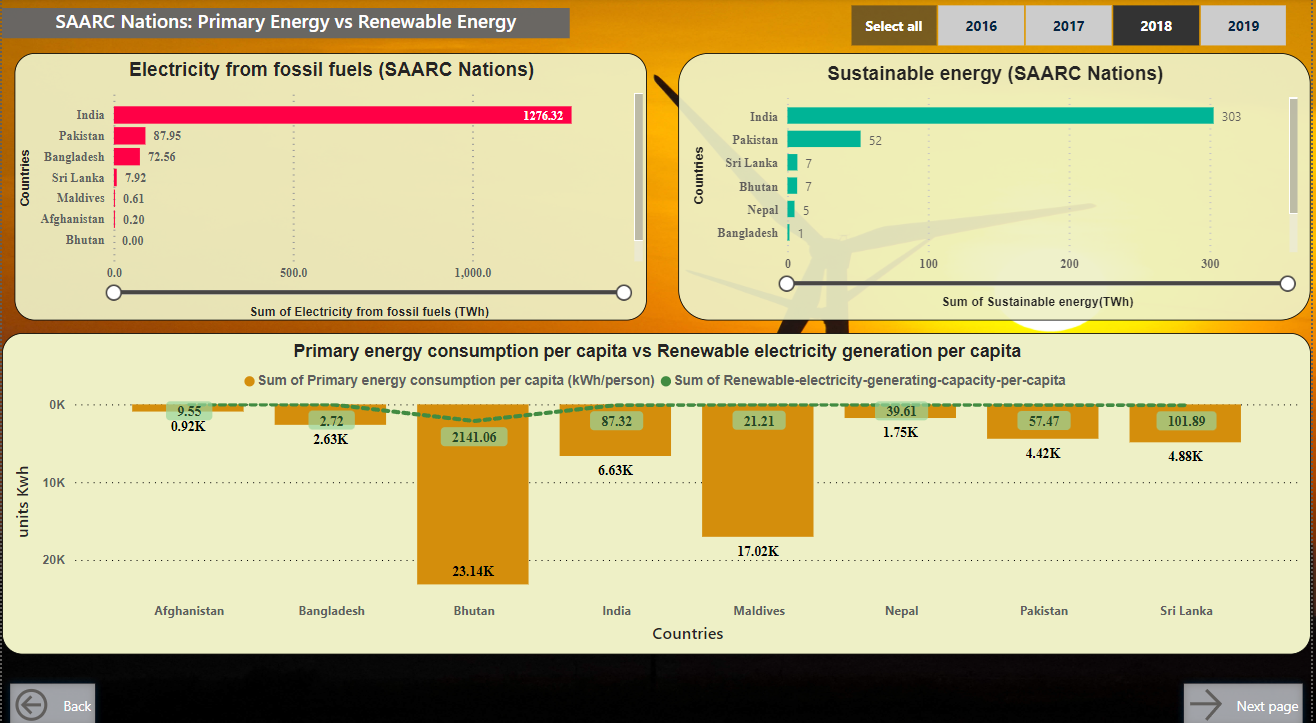 SAARC Nations: Primary Energy vs Renewable Energy
Select all
2016
2017
2018
2019
Electricity from fossil fuels (SAARC Nations)
Countries
India
1276.32
Pakistan
87.95
Bangladesh
72.56
Sri Lanka
7.92
Maldives
0.61
Afghanistan
0.20
Bhutan
0.00
0.0
500.0
1,000.0
Sum of Electricity from fossil fuels (TWh)
Sustainable energy (SAARC Nations)
Countries
India
303
Pakistan
52
Sri Lanka
7
Bhutan
7
Nepal
5
Bangladesh
1
0
100
200
300
Sum of Sustainable energy(TWh)
Primary energy consumption per capita vs Renewable electricity generation per capita
Sum of Primary energy consumption per capita (kWh/person)
Sum of Renewable-electricity-generating-capacity-per-capita
units Kwh
0K
10K
20K
9.55
0.92K
2.72
2.63K
2141.06
23.14K
87.32
6.63K
21.21
17.02K
39.61
1.75K
57.47
4.42K
101.89
4.88K
Afghanistan
Bangladesh
Bhutan
India
Maldives
Nepal
Pakistan
Sri Lanka
Countries
Back
Next page